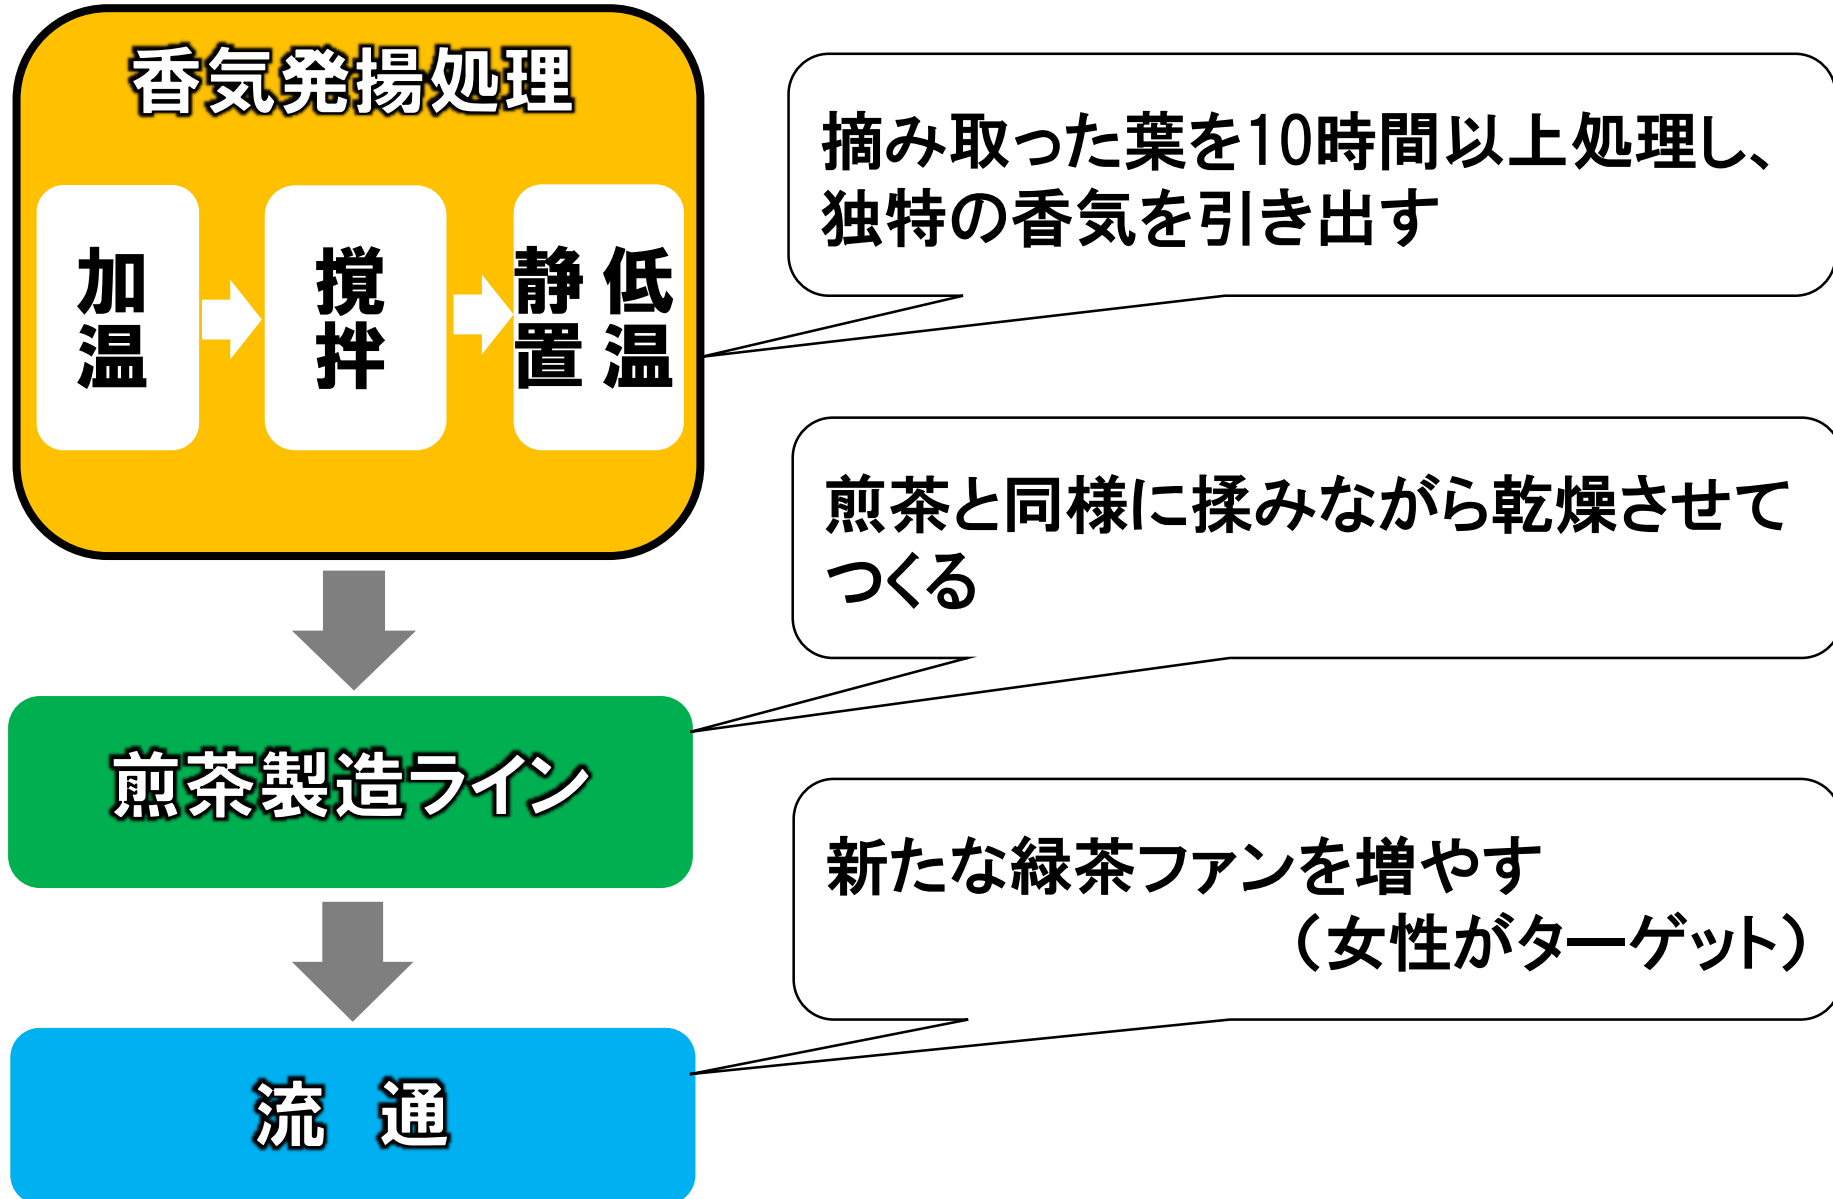 香気発揚処理
加温
撹拌
低温
静置
摘み取った葉を10時間以上処理し、
独特の香気を引き出す
煎茶と同様に揉みながら乾燥させて
つくる
煎茶製造ライン
新たな緑茶ファンを増やす
（女性がターゲット）
流　通